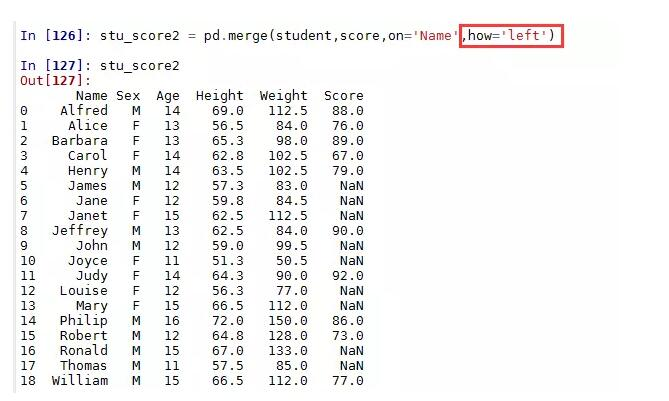 In [126]: stu_score2 = pd.merge(student,score,on='Name',how='left')
In [127]: stu_score2
Out[127]:
Name Sex Age Height Weight Score
0 Alfred M 14 69.0 112.5 88.0
1 Alice F 13 56.5 84.0 76.0
2 Barbara F 13 65.3 98.0 89.0
3 Carol F 14 62.8 102.5 67.0
4 Henry M 14 63.5 102.5 79.0
5 James M 12 57.3 83.0 NaN
6 Jane F 12 59.8 84.5 NaN
7 Janet F 15 62.5 112.5 NaN
8 Jeffrey M 13 62.5 84.0 90.0
9 John M 12 59.0 99.5 NaN
10 Joyce F 11 51.3 50.5 NaN
11 Judy F 14 64.3 90.0 92.0
12 Louise F 12 56.3 77.0 NaN
13 Mary F 15 66.5 112.0 NaN
14 Philip M 16 72.0 150.0 86.0
15 Robert M 12 64.8 128.0 73.0
16 Ronald M 15 67.0 133.0 NaN
17 Thomas M 11 57.5 85.0 NaN
18 William M 15 66.5 112.0 77.0